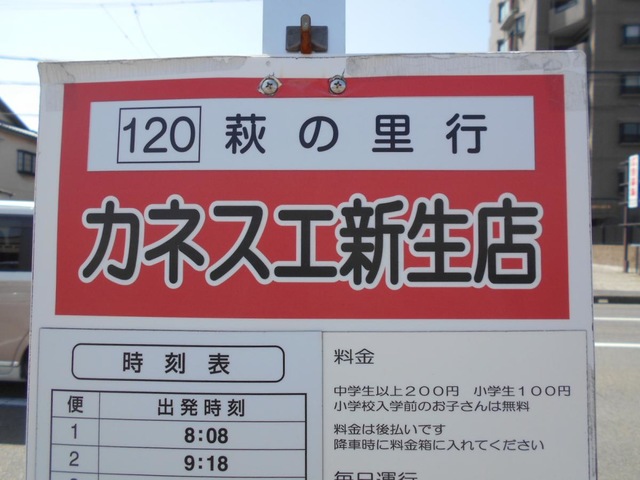 120 萩の里行
カネスエ新生店
時刻表
便 出発時刻
1 8:08
2 9:18
料金
中学生以上200円 小学生100円
小学校入学前のお子さんは無料
料金は後払いです
降車時に料金箱に入れてください
毎日運行